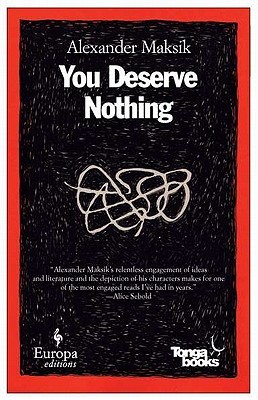 Alexander Maksik
You Deserve
Nothing
"Alexander Maksik's relentless engagement of ideas
and literature and the depiction of his characters makes for one
of the most engaged reads I've had in years."
Alice Sebold
Europa
editions
Tonga
books